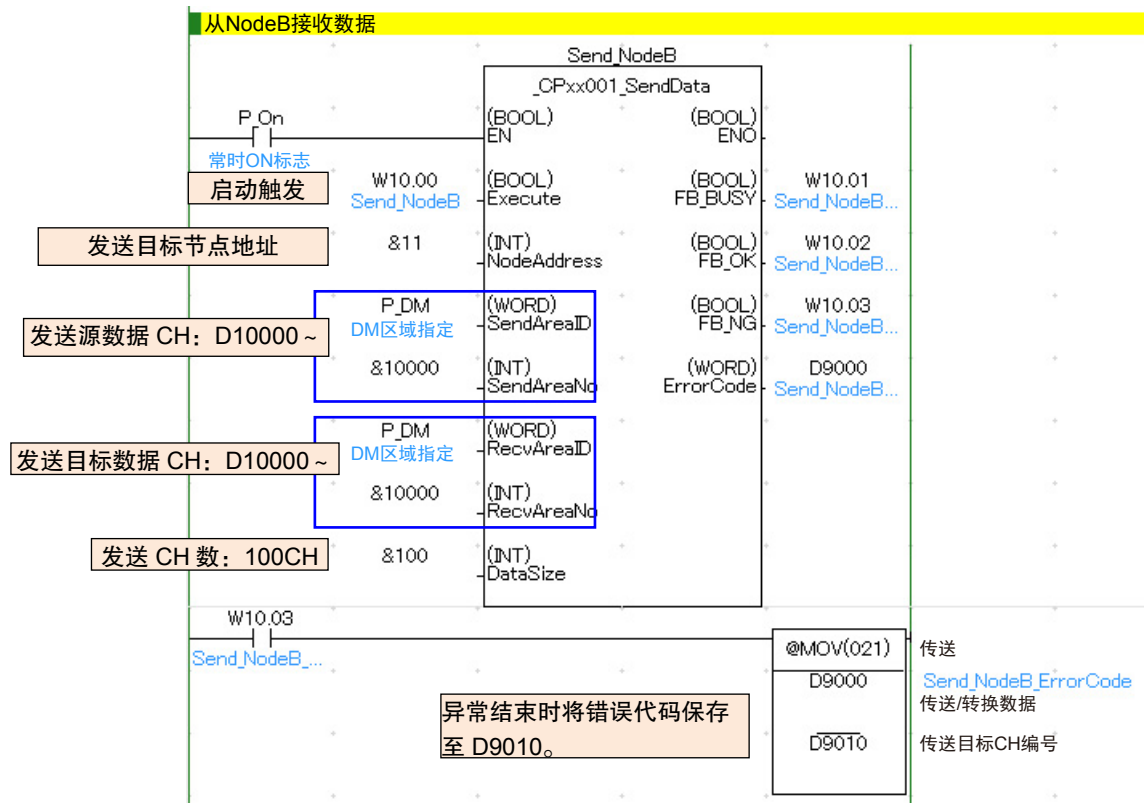 从NodeB接收数据
Send_NodeB
_CPxx001_SendData
P_On
(BOOL)
EN
(BOOL)
ENO
常时ON标志
启动触发
W10.00
Send_NodeB
(BOOL)
Execute
(BOOL)
FB_BUSY
W10.01
Send_NodeB...
发送目标节点地址
&11
(INT)
NodeAddress
(BOOL)
FB_OK
W10.02
Send_NodeB...
发送源数据 CH：D10000 ~
P_DM
DM区域指定
(WORD)
SendAreaID
(BOOL)
FB_NG
W10.03
Send_NodeB...
&10000
(INT)
SendAreaNo
(WORD)
ErrorCode
D9000
Send_NodeB...
发送目标数据 CH：D10000 ~
P_DM
DM区域指定
(WORD)
RecvAreaID
&10000
(INT)
RecvAreaNo
发送 CH 数：100CH
&100
(INT)
DataSize
W10.03
Send_NodeB_...
@MOV(021)
传送
D9000
Send_NodeB_ErrorCode
传送/转换数据
异常结束时将错误代码保存
至 D9010。
D9010
传送目标CH编号